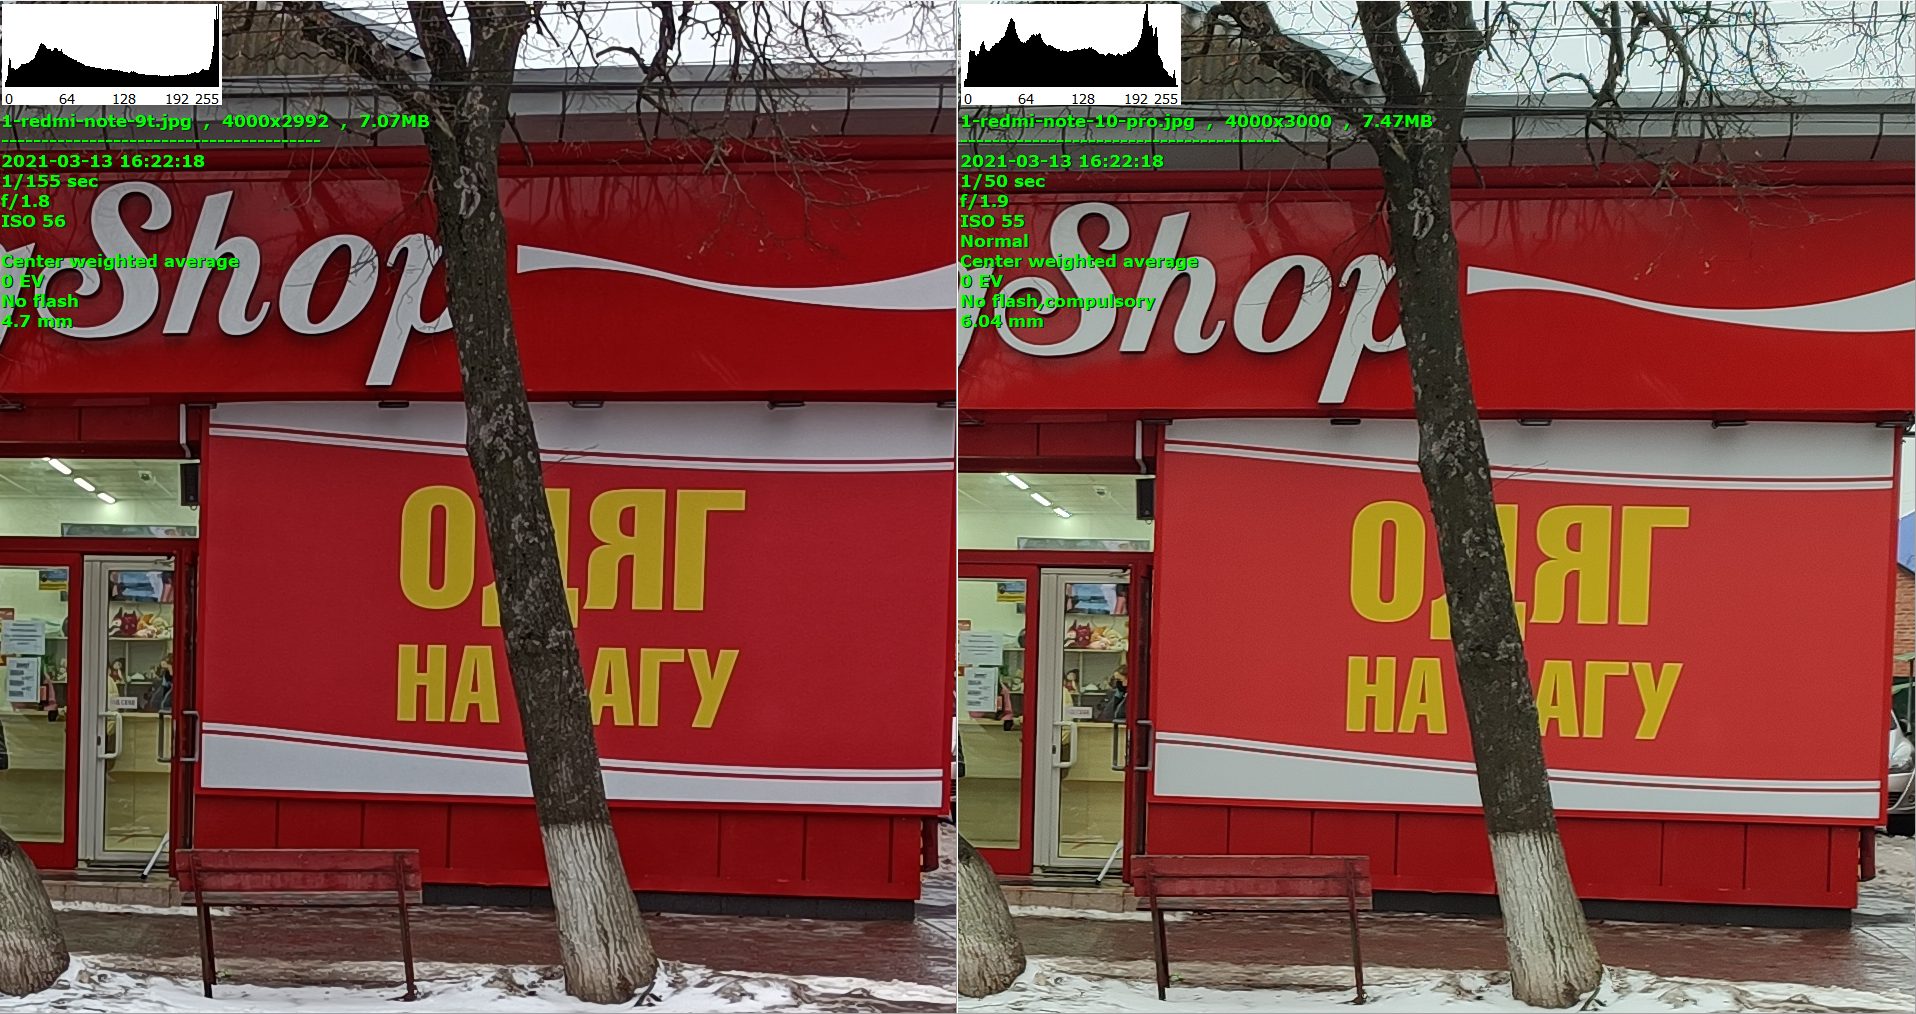 0 64 128 192 255
1-redmi-note-9t.jpg , 4000x2992 , 7.07MB
----------------------------------------
2021-03-13 16:22:18
1/155 sec
f/1.8
ISO 56
Center weighted average
0 EV
No flash
4.7 mm
Shop
ОДЯГ
НА ВАГУ
0 64 128 192 255
1-redmi-note-10-pro.jpg , 4000x3000 , 7.47MB
----------------------------------------
2021-03-13 16:22:18
1/50 sec
f/1.9
ISO 55
Normal
Center weighted average
0 EV
No flash,compulsory
6.04 mm
Shop
ОДЯГ
НА ВАГУ